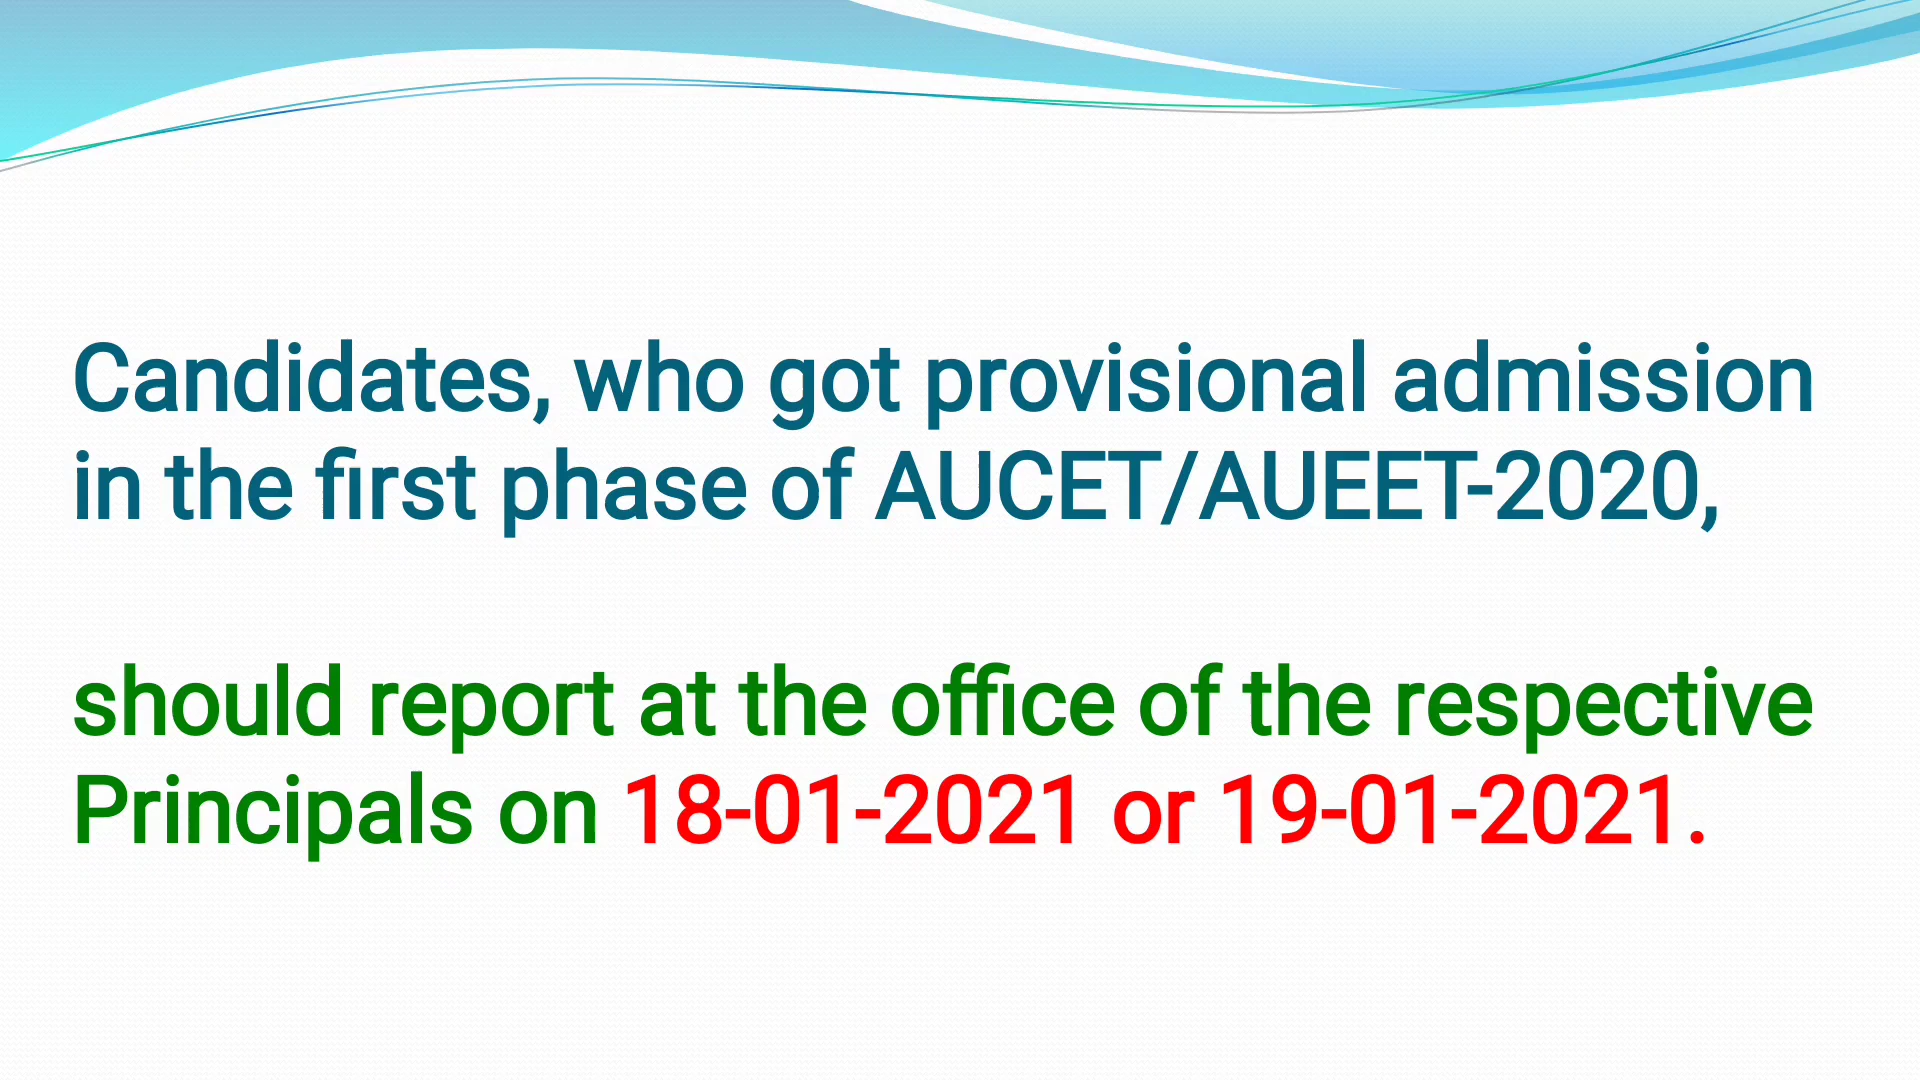 Candidates, who got provisional admission
in the first phase of AUCET/AUEET-2020,
should report at the office of the respective
Principals on 18-01-2021 or 19-01-2021.